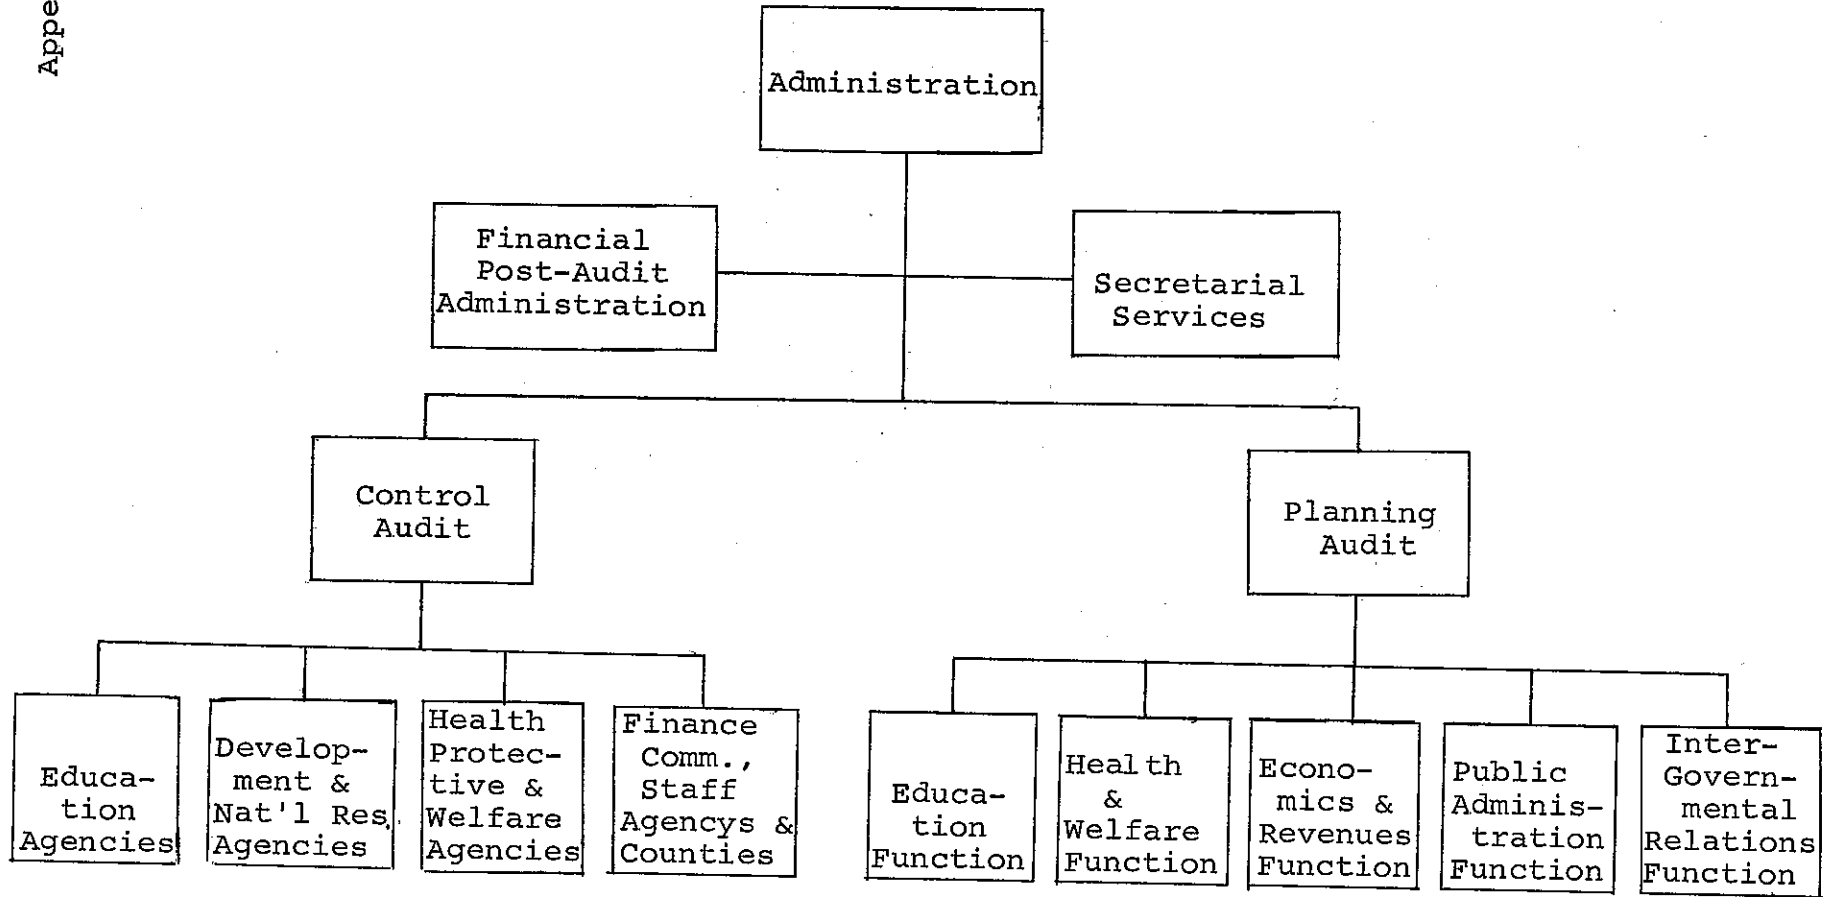 Appe
Administration
Financial
Post-Audit
Administration
Secretarial
Services
Control
Audit
Planning
Audit
Educa-
tion
Agencies
Develop-
ment &
Nat'l Res.
Agencies
Health
Protec-
tive &
Welfare
Agencies
Finance
Comm.,
Staff
Agencys &
Counties
Educa-
tion
Function
Health
&
Welfare
Function
Econo-
mics &
Revenues
Function
Public
Adminis-
tration
Function
Inter-
Govern-
mental
Relations
Function